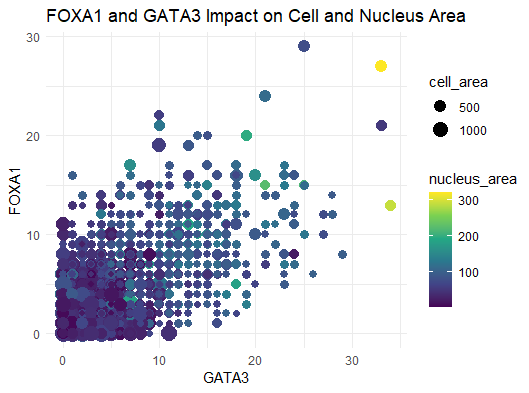 FOXA1 and GATA3 Impact on Cell and Nucleus Area
30
20
10
0
FOXA1
0 10 20 30
GATA3
cell_area
500
1000
nucleus_area
300
200
100